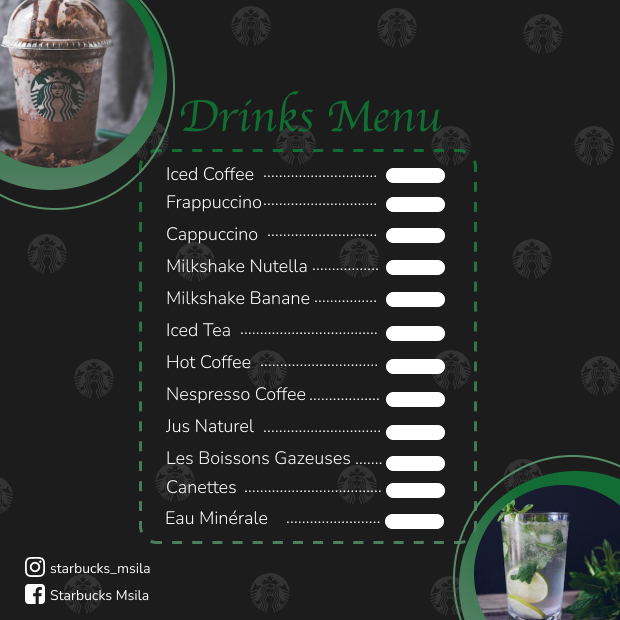 Drinks Menu
Iced Coffee ..............................
Frappuccino..............................
Cappuccino ..............................
Milkshake Nutella ..................
Milkshake Banane .................
Iced Tea ....................................
Hot Coffee ...............................
Nespresso Coffee ...................
Jus Naturel ...............................
Les Boissons Gazeuses .......
Canettes ....................................
Eau Minérale .........................
starbucks_msila
Starbucks Msila